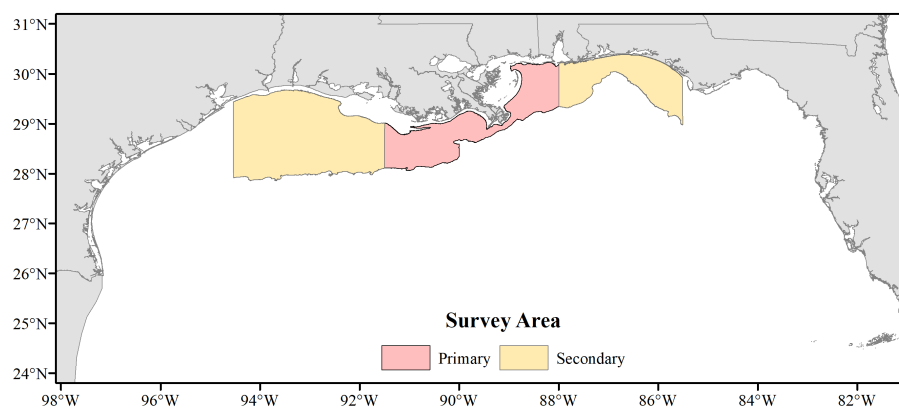 31°N
30°N
29°N
28°N
27°N
26°N
25°N
24°N
Survey Area
Primary Secondary
98°W 96°W 94°W 92°W 90°W 88°W 86°W 84°W 82°W